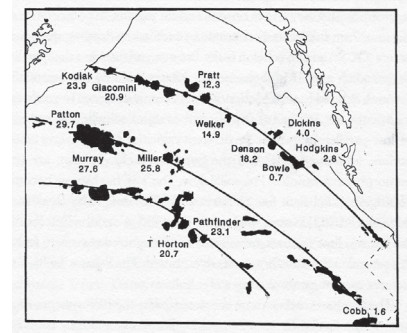 Kodiak
23.9
Giacomini
20.9
Pratt
12.3
Patton
29.7
Welker
14.9
Dickins
4.0
Murray
27.6
Miller
25.8
Denson
18.2
Hodgkins
2.8
Bowie
0.7
Pathfinder
23.1
T Horton
20.7
Cobb, 1.6